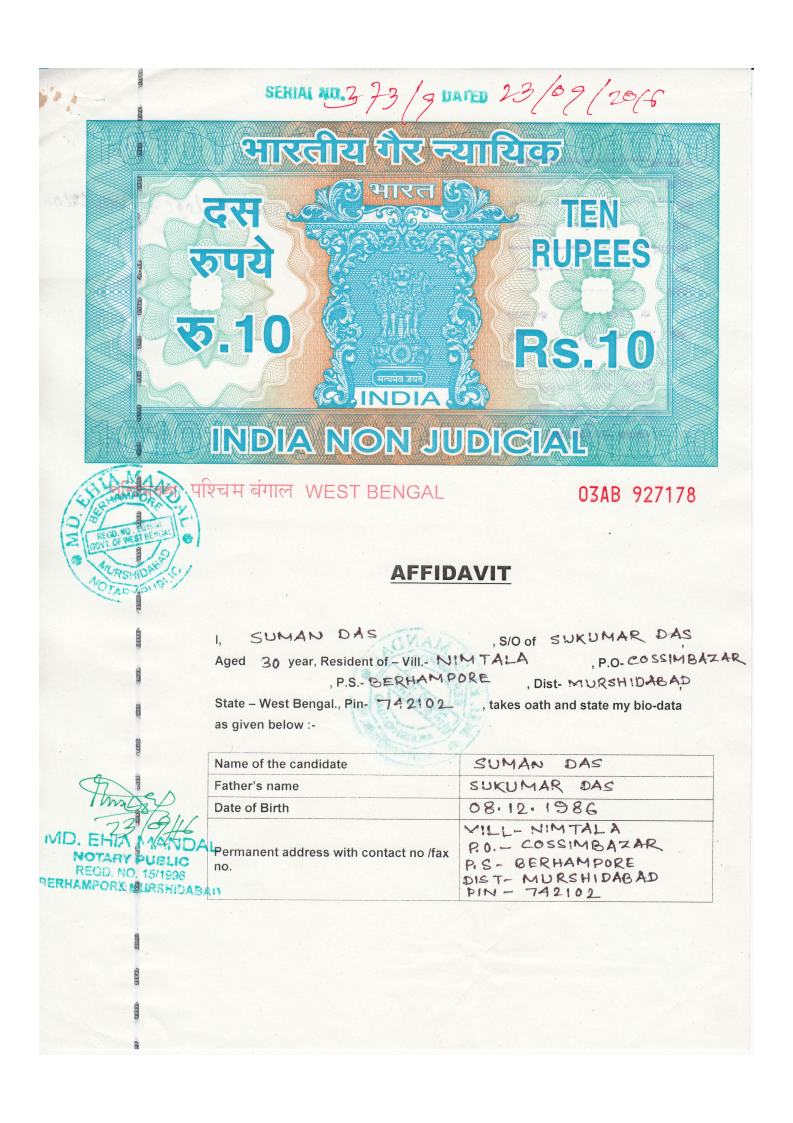 SERIAL NO. 373/9 DATED 23/09/2016
भारतीय गैर न्यायिक
भारत
दस
रुपये
रु.10
TEN
RUPEES
Rs.10
सत्यमेव जयते
INDIA
INDIA NON JUDICIAL
पश्चिम बंगाल WEST BENGAL
03AB 927178
MD. EHIA MANDAL
BERHAMPORE
REGD. NO. 15/1996
GOVT. OF WEST BENGAL
MURSHIDABAD
NOTARY PUBLIC
AFFIDAVIT
I, SUMAN DAS , S/O of SUKUMAR DAS,
Aged 30 year, Resident of – Vill.- NIMTALA , P.O- COSSIMBAZAR
, P.S.- BERHAMPORE , Dist- MURSHIDABAD,
State – West Bengal., Pin- 742102 , takes oath and state my bio-data
as given below :-
Name of the candidate SUMAN DAS
Father's name SUKUMAR DAS
Date of Birth 08.12.1986
Permanent address with contact no /fax no. VILL- NIMTALA
P.O.- COSSIMBAZAR
P.S- BERHAMPORE
DIST- MURSHIDABAD
PIN- 742102
23/9/16
MD. EHIA MANDAL
NOTARY PUBLIC
REGD. NO. 15/1996
BERHAMPORE MURSHIDABAD